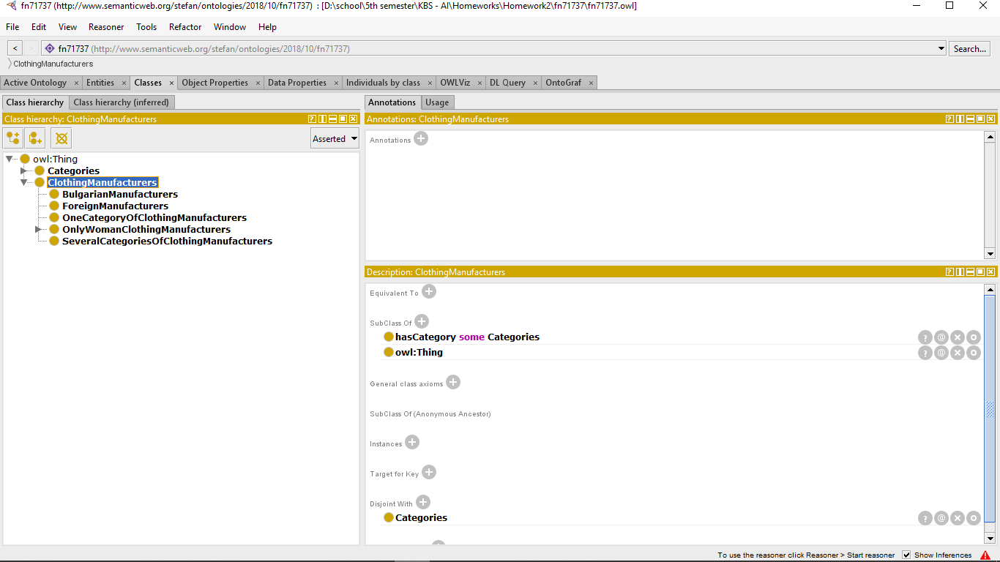 fn71737 (http://www.semanticweb.org/stefan/ontologies/2018/10/fn71737) : [D:\school\5th semester\KBS - AI\Homeworks\Homework2\fn71737\fn71737.owl]
File Edit View Reasoner Tools Refactor Window Help
< > fn71737 (http://www.semanticweb.org/stefan/ontologies/2018/10/fn71737) Search...
ClothingManufacturers
Active Ontology × Entities × Classes × Object Properties × Data Properties × Individuals by class × OWLViz × DL Query × OntoGraf ×
Class hierarchy Class hierarchy (inferred)
Class hierarchy: ClothingManufacturers
Asserted
owl:Thing
Categories
ClothingManufacturers
BulgarianManufacturers
ForeignManufacturers
OneCategoryOfClothingManufacturers
OnlyWomanClothingManufacturers
SeveralCategoriesOfClothingManufacturers
Annotations Usage
Annotations: ClothingManufacturers
Annotations
Description: ClothingManufacturers
Equivalent To
SubClass Of
hasCategory some Categories
owl:Thing
General class axioms
SubClass Of (Anonymous Ancestor)
Instances
Target for Key
Disjoint With
Categories
To use the reasoner click Reasoner > Start reasoner Show Inferences